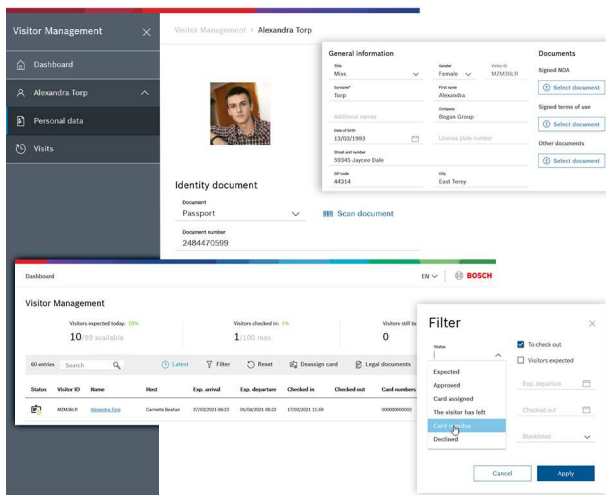 Visitor Management
Dashboard
Alexandra Torp
Personal data
Visits
Visitor Management > Alexandra Torp
Identity document
Document
Passport
Scan document
Document number
2484470599
General information
Title
Miss
Gender
Female
Visitor ID
MZM36LR
Surname*
Torp
First name
Alexandra
Additional names
Company
Bogan Group
Date of birth
13/03/1993
License plate number
Street and number
59345 Jaycee Dale
ZIP code
44314
City
East Torey
Documents
Signed NDA
Select document
Signed terms of use
Select document
Other documents
Select document
Dashboard
EN
BOSCH
Visitor Management
Visitors expected today: 10%
10/99 available
Visitors checked in: 1%
1/100 max.
Visitors still to
0
60 entries
Search
Latest
Filter
Reset
Deassign card
Legal documents
Status Visitor ID Name Host Exp. arrival Exp. departure Checked in Checked out Card numbers
MZM36LR Alexandra Torp 27/03/2021 08:22 01/04/2021 08:22 17/03/2021 11:59
Filter
Status
Expected
Approved
Card assigned
The visitor has left
Declined
To check out
Visitors expected
Exp. departure
Checked out
Blacklisted
Cancel
Apply